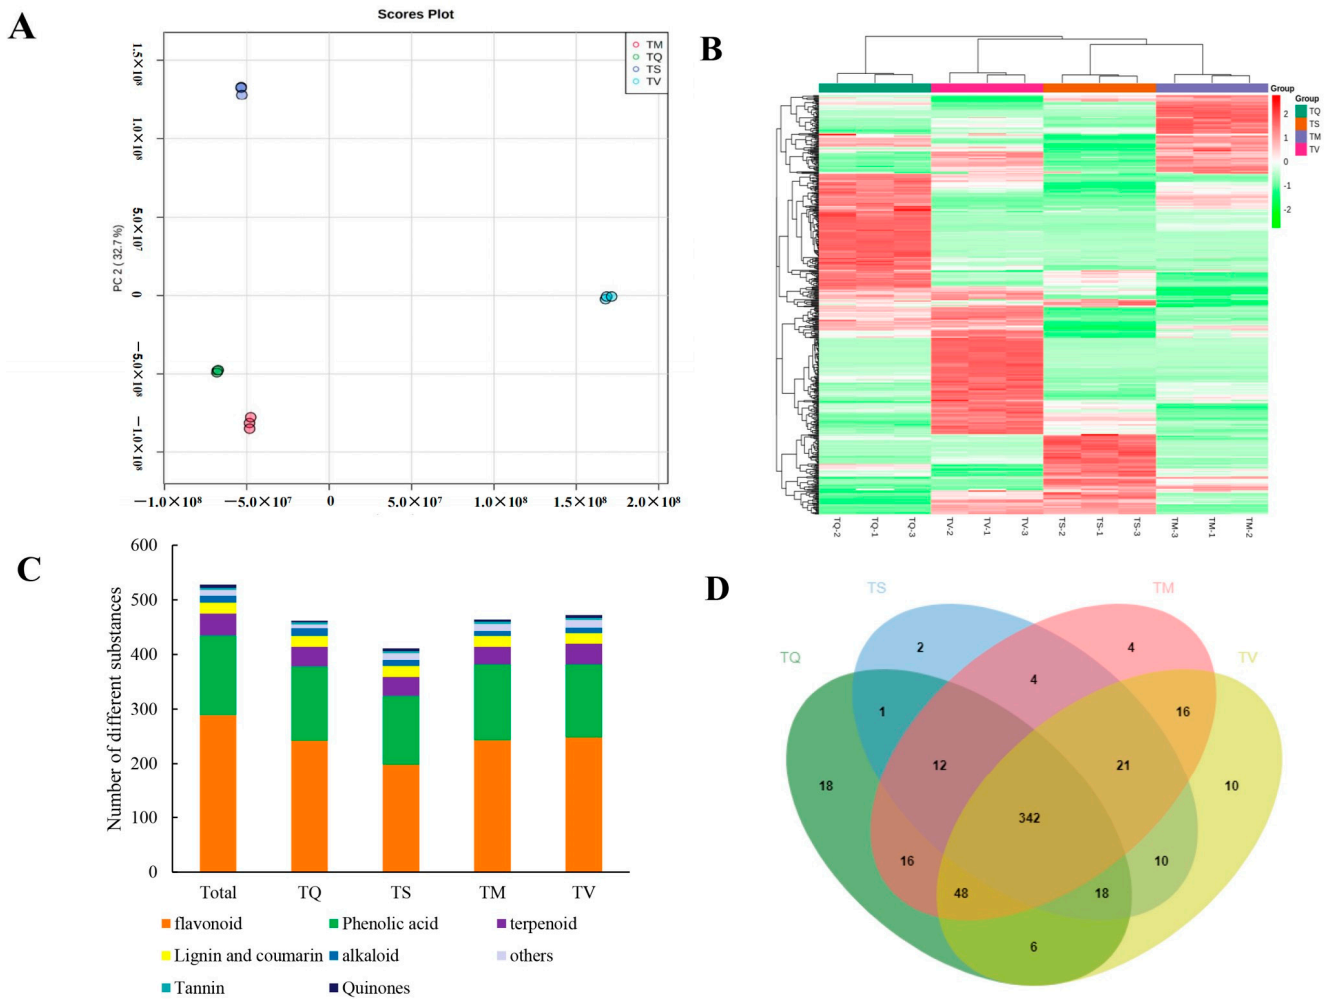 A
Scores Plot
TM
TQ
TS
TV
PC 2 ( 32.7 %)
1.5×10⁸
1.0×10⁸
5.0×10⁷
0
−5.0×10⁸
−1.0×10⁸
−1.0×10⁸
−5.0×10⁷
0
5.0×10⁷
1.0×10⁸
1.5×10⁸
2.0×10⁸
B
Group
2
1
0
-1
-2
Group
TQ
TS
TM
TV
TQ-2
TQ-1
TQ-3
TV-2
TV-1
TV-3
TS-2
TS-1
TS-3
TM-3
TM-1
TM-2
C
Number of different substances
600
500
400
300
200
100
0
Total
TQ
TS
TM
TV
flavonoid
Phenolic acid
terpenoid
Lignin and coumarin
alkaloid
others
Tannin
Quinones
D
TS
TM
TQ
TV
2
4
4
1
16
12
21
18
10
342
16
10
48
18
6